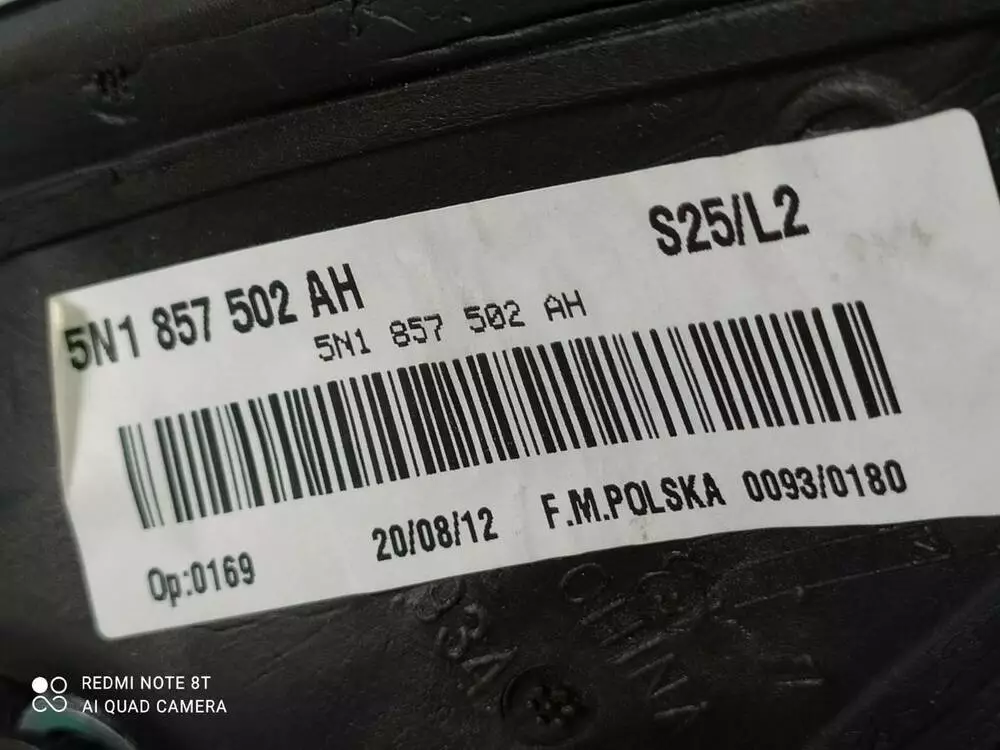 S25/L2
5N1 857 502 AH
5N1 857 502 AH
Op:0169 20/08/12 F.M.POLSKA 0093/0180
CHINA
REDMI NOTE 8T
AI QUAD CAMERA